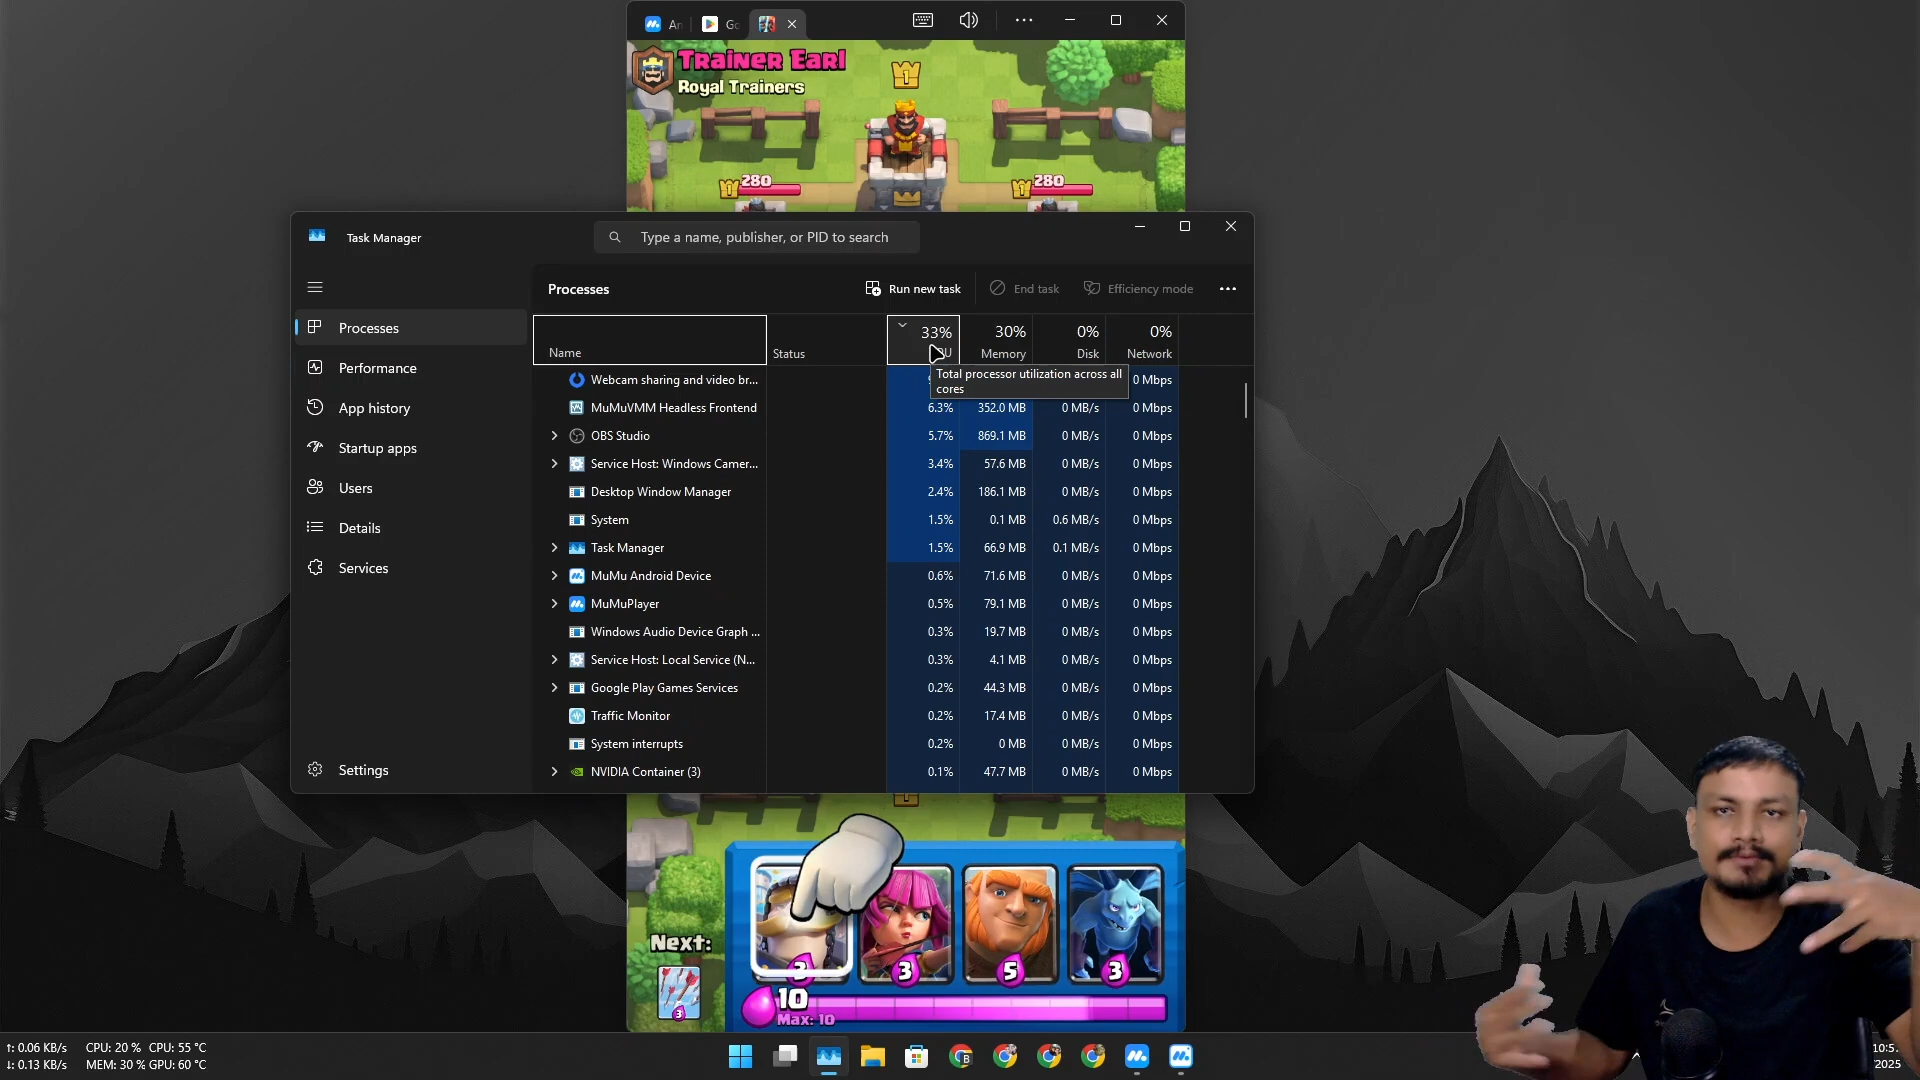 An
Go
Trainer Earl
Royal Trainers
1
280
280
Task Manager
Type a name, publisher, or PID to search
Processes
Run new task
End task
Efficiency mode
Processes
Performance
App history
Startup apps
Users
Details
Services
Settings
33% 30% 0% 0%
Name Status Memory Disk Network
Total processor utilization across all
cores
Webcam sharing and video br... 0 Mbps
MuMuVMM Headless Frontend 6.3% 352.0 MB 0 MB/s 0 Mbps
OBS Studio 5.7% 869.1 MB 0 MB/s 0 Mbps
Service Host: Windows Camer... 3.4% 57.6 MB 0 MB/s 0 Mbps
Desktop Window Manager 2.4% 186.1 MB 0 MB/s 0 Mbps
System 1.5% 0.1 MB 0.6 MB/s 0 Mbps
Task Manager 1.5% 66.9 MB 0.1 MB/s 0 Mbps
MuMu Android Device 0.6% 71.6 MB 0 MB/s 0 Mbps
MuMuPlayer 0.5% 79.1 MB 0 MB/s 0 Mbps
Windows Audio Device Graph ... 0.3% 19.7 MB 0 MB/s 0 Mbps
Service Host: Local Service (N... 0.3% 4.1 MB 0 MB/s 0 Mbps
Google Play Games Services 0.2% 44.3 MB 0 MB/s 0 Mbps
Traffic Monitor 0.2% 17.4 MB 0 MB/s 0 Mbps
System interrupts 0.2% 0 MB 0 MB/s 0 Mbps
NVIDIA Container (3) 0.1% 47.7 MB 0 MB/s 0 Mbps
Next:
3
3 3 5 3
10
Max: 10
↑: 0.06 KB/s CPU: 20 % CPU: 55 °C
↓: 0.13 KB/s MEM: 30 % GPU: 60 °C
B
10:5
2025